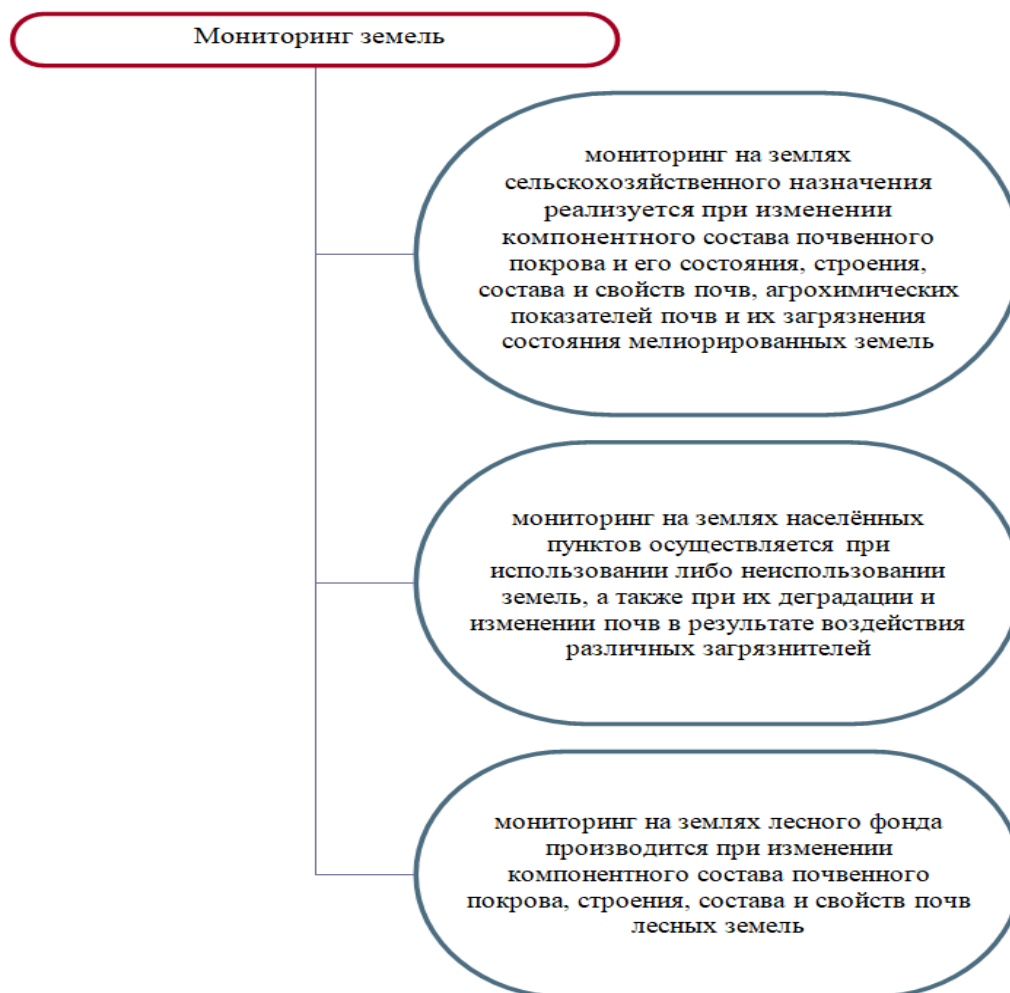 Мониторинг земель
мониторинг на землях
сельскохозяйственного назначения
реализуется при изменении
компонентного состава почвенного
покрова и его состояния, строения,
состава и свойств почв, агрохимических
показателей почв и их загрязнения
состояния мелиорированных земель
мониторинг на землях населённых
пунктов осуществляется при
использовании либо неиспользовании
земель, а также при их деградации и
изменении почв в результате воздействия
различных загрязнителей
мониторинг на землях лесного фонда
производится при изменении
компонентного состава почвенного
покрова, строения, состава и свойств почв
лесных земель